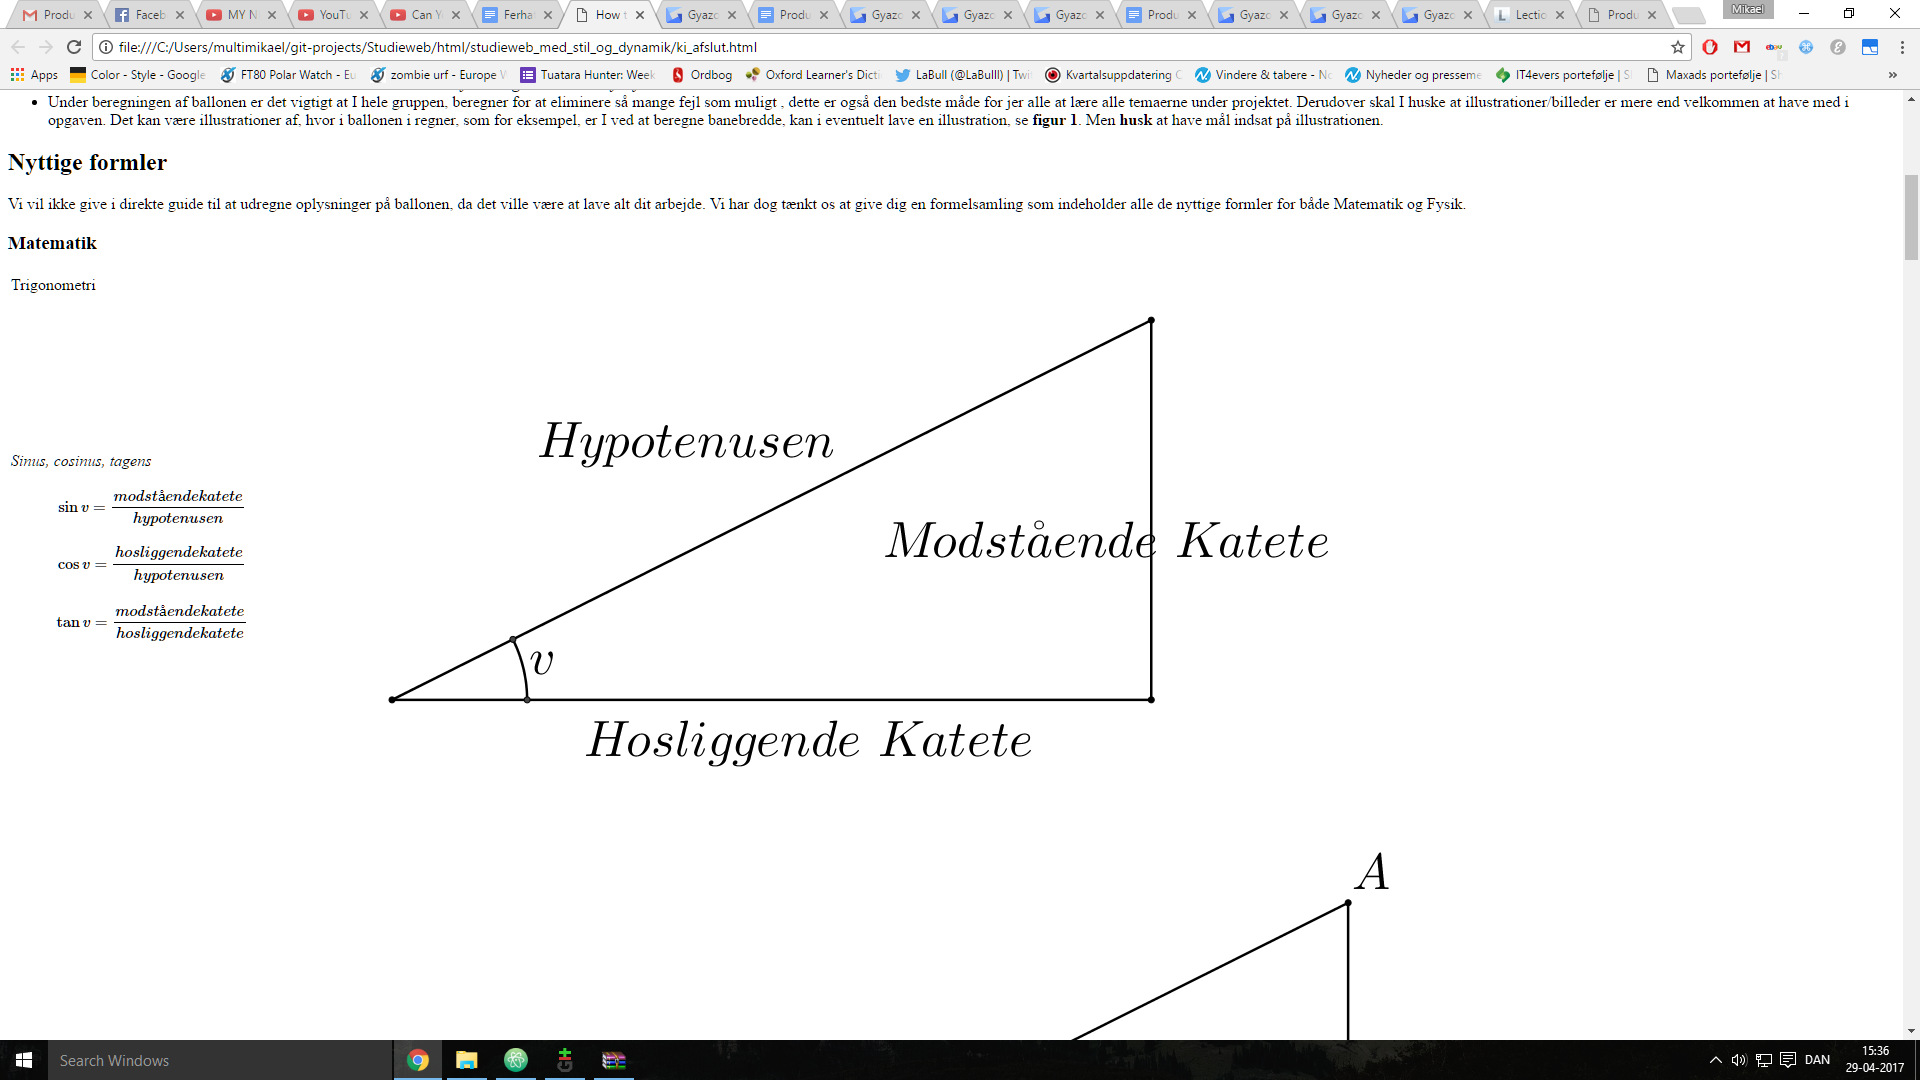 Produ
Faceb
MY N
YouTu
Can Y
Ferha
How t
Gyazo
Produ
Gyazo
Gyazo
Gyazo
Produ
Gyazo
Gyazo
Gyazo
Lectio
Produ
Mikael
file:///C:/Users/multimikael/git-projects/Studieweb/html/studieweb_med_stil_og_dynamik/ki_afslut.html
Apps
Color - Style - Google
FT80 Polar Watch - Eu
zombie urf - Europe W
Tuatara Hunter: Week
Ordbog
Oxford Learner's Dicti
LaBull (@LaBulll) | Twi
Kvartalsuppdatering C
Vindere & tabere - No
Nyheder og presseme
IT4evers portefølje | S
Maxads portefølje | Sh
»
• Under beregningen af ballonen er det vigtigt at I hele gruppen, beregner for at eliminere så mange fejl som muligt , dette er også den bedste måde for jer alle at lære alle temaerne under projektet. Derudover skal I huske at illustrationer/billeder er mere end velkommen at have med i
opgaven. Det kan være illustrationer af, hvor i ballonen i regner, som for eksempel, er I ved at beregne banebredde, kan i eventuelt lave en illustration, se figur 1. Men husk at have mål indsat på illustrationen.
Nyttige formler
Vi vil ikke give i direkte guide til at udregne oplysninger på ballonen, da det ville være at lave alt dit arbejde. Vi har dog tænkt os at give dig en formelsamling som indeholder alle de nyttige formler for både Matematik og Fysik.
Matematik
Trigonometri
Sinus, cosinus, tagens
sin v = modståendekatete / hypotenusen
cos v = hosliggendekatete / hypotenusen
tan v = modståendekatete / hosliggendekatete
Hypotenusen
Modstående Katete
v
Hosliggende Katete
A
Search Windows
DAN
15:36
29-04-2017